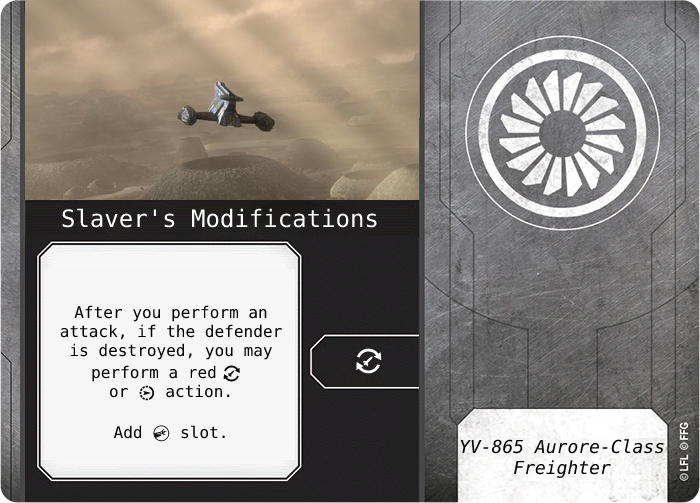 Slaver's Modifications
After you perform an
attack, if the defender
is destroyed, you may
perform a red
or action.
Add slot.
YV-865 Aurore-Class
Freighter
©LFL ©FFG